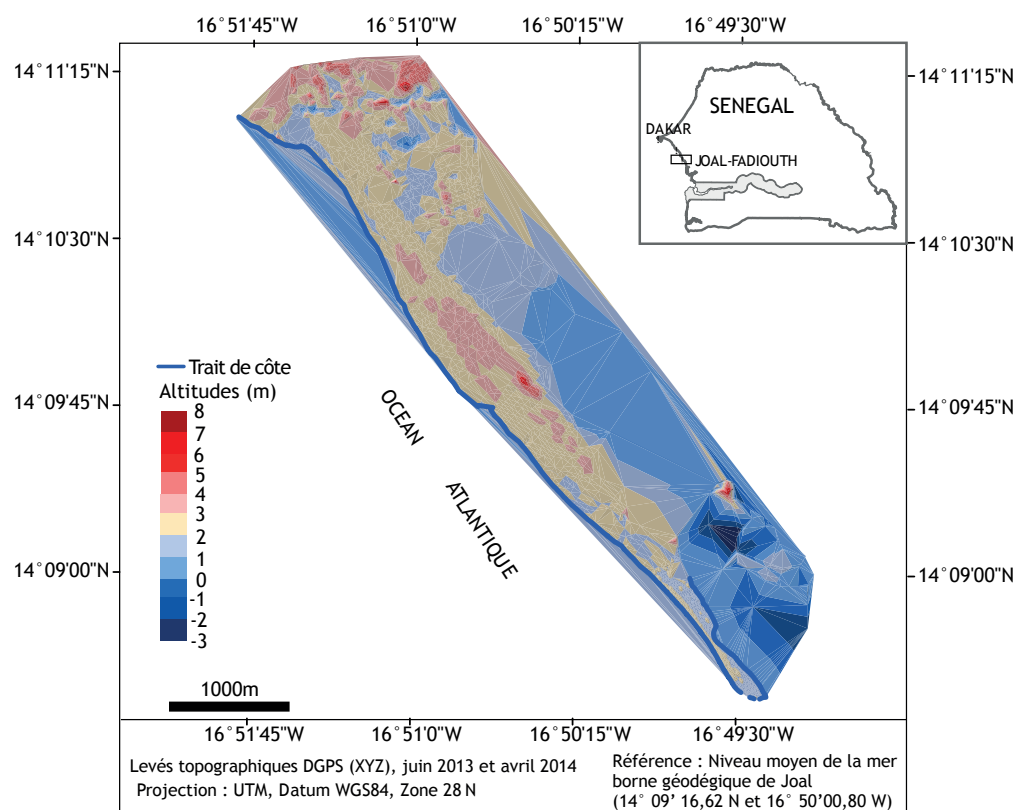 16°51'45"W 16°51'0"W 16°50'15"W 16°49'30"W
14°11'15"N
14°11'15"N
SENEGAL
DAKAR
JOAL-FADIOUTH
14°10'30"N
14°10'30"N
Trait de côte
Altitudes (m)
8
7
6
5
4
3
2
1
0
-1
-2
-3
14°09'45"N
14°09'45"N
OCEAN
ATLANTIQUE
14°09'00"N
14°09'00"N
1000m
16°51'45"W 16°51'0"W 16°50'15"W 16°49'30"W
Levés topographiques DGPS (XYZ), juin 2013 et avril 2014
Projection : UTM, Datum WGS84, Zone 28 N
Référence : Niveau moyen de la mer
borne géodégique de Joal
(14° 09' 16,62 N et 16° 50'00,80 W)